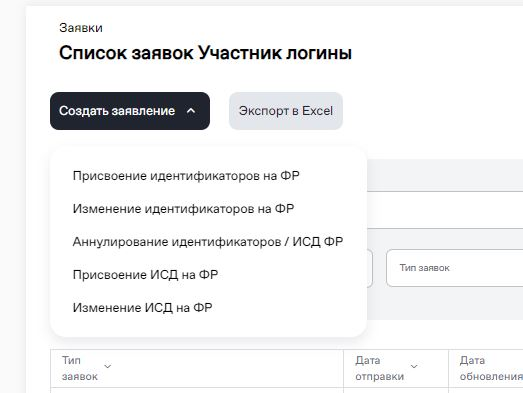 Заявки
Список заявок Участник логины
Создать заявление
Экспорт в Excel
Присвоение идентификаторов на ФР
Изменение идентификаторов на ФР
Аннулирование идентификаторов / ИСД ФР
Присвоение ИСД на ФР
Изменение ИСД на ФР
Тип заявок
Тип
заявок
Дата
отправки
Дата
обновления